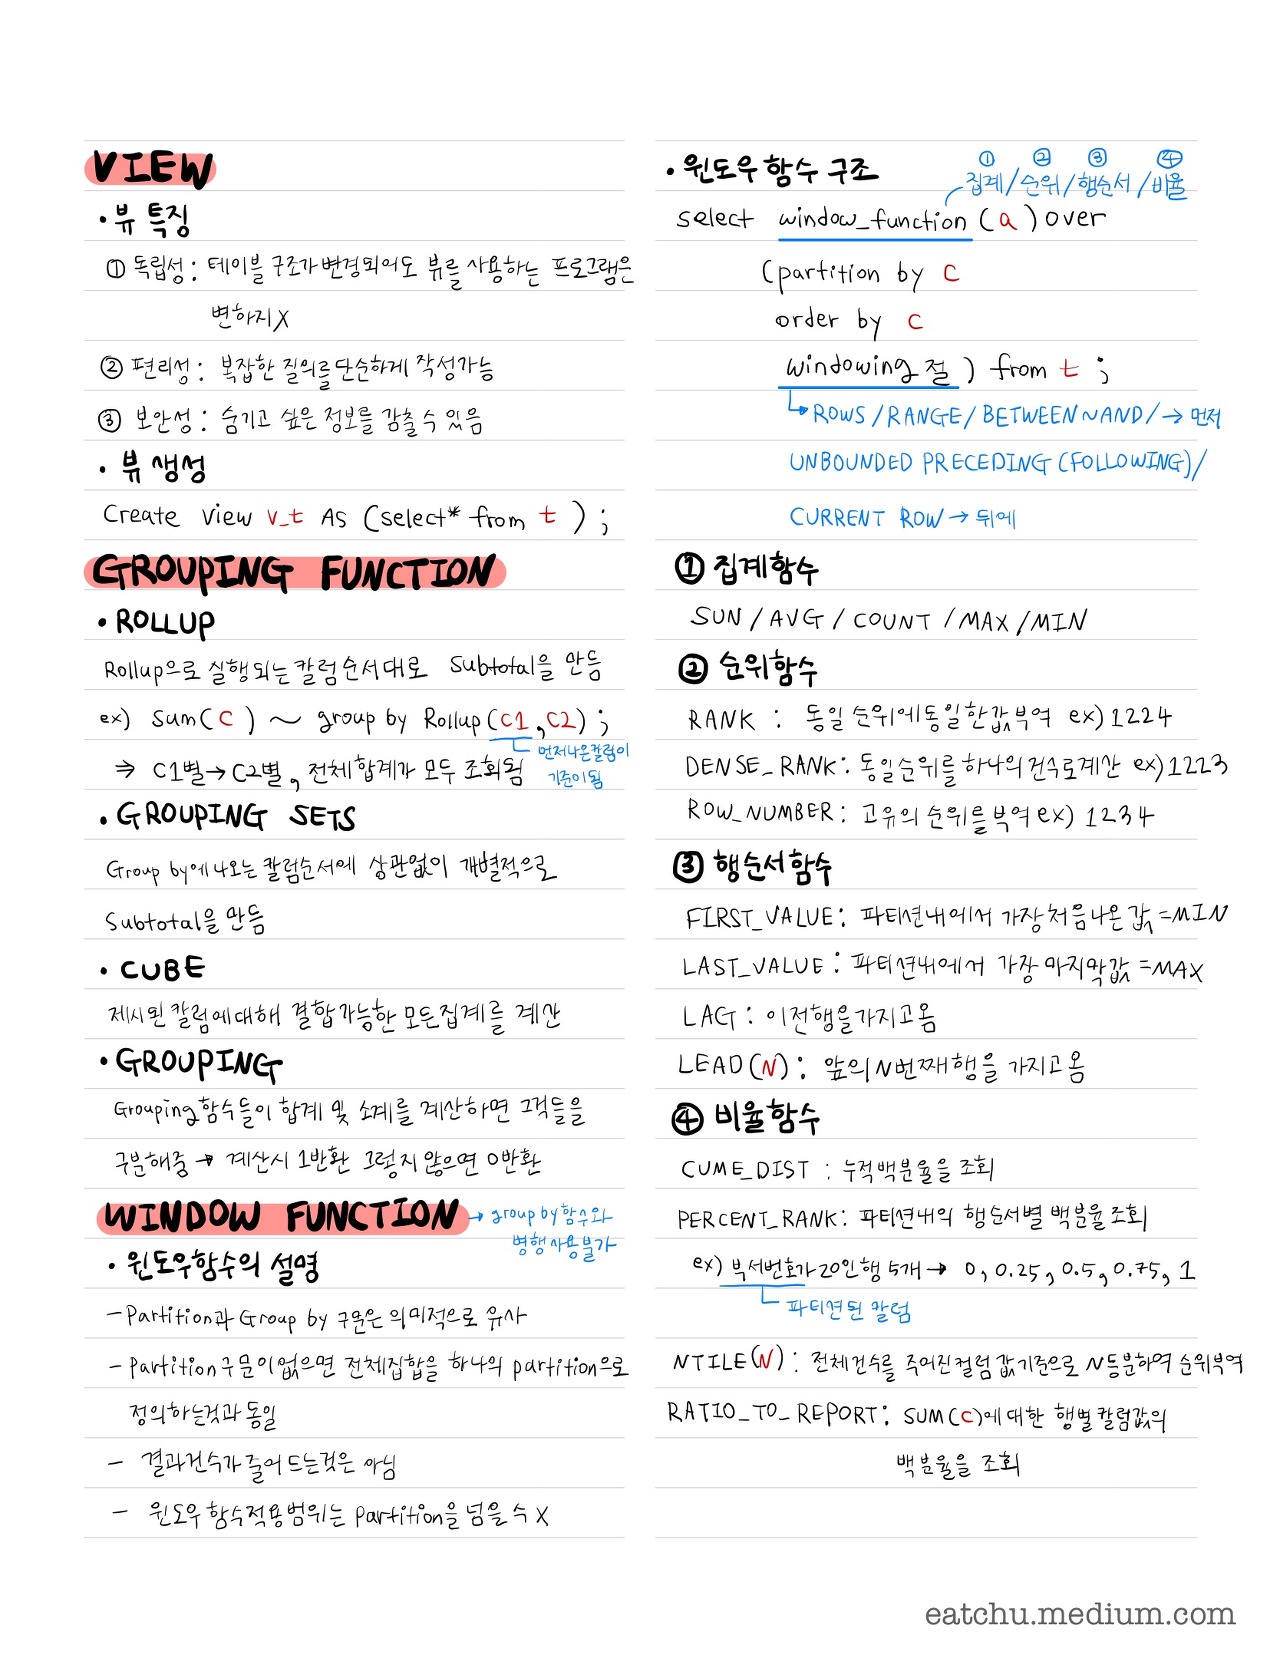 VIEW
• 뷰 특징
① 독립성 : 테이블 구조가 변경되어도 뷰를 사용하는 프로그램은
변하지 X
② 편리성 : 복잡한 질의를 단순하게 작성가능
③ 보안성 : 숨기고 싶은 정보를 감출 수 있음
• 뷰 생성
Create view v_t AS (select* from t ) ;
GROUPING FUNCTION
• ROLLUP
Rollup으로 실행되는 칼럼순서대로 Subtotal을 만듬
ex) Sum( C ) ~ group by Rollup (C1, C2) ;
먼저나온칼럼이
기준이 됨
⇒ C1별→C2별, 전체합계가 모두 조회됨
• GROUPING SETS
Group by에 나오는 칼럼순서에 상관없이 개별적으로
Subtotal을 만듬
• CUBE
제시된 칼럼에대해 결합가능한 모든집계를 계산
• GROUPING
Grouping함수들이 합계 및 소계를 계산하면 그것들을
구분해줌 → 계산시 1반환 그렇지 않으면 0반환
WINDOW FUNCTION → group by 함수와
병행사용불가
• 윈도우함수의 설명
- Partition과 Group by 구문은 의미적으로 유사
- Partition구문이없으면 전체집합을 하나의 partition으로
정의하는것과 동일
- 결과건수가 줄어 드는것은 아님
- 윈도우 함수적용범위는 Partition을 넘을 수 X
• 윈도우 함수 구조
① ② ③ ④
집계/순위/행순서/비율
select window_function ( a ) over
(partition by C
order by C
windowing 절 ) from t ;
ROWS / RANGE / BETWEEN ~ AND / → 먼저
UNBOUNDED PRECEDING (FOLLOWING) /
CURRENT ROW → 뒤에
① 집계함수
SUN / AVG / COUNT / MAX / MIN
② 순위함수
RANK : 동일순위에동일한값부여 ex) 1224
DENSE_RANK : 동일순위를 하나의 건수로계산 ex) 1223
ROW_NUMBER : 고유의 순위를 부여 ex) 1234
③ 행순서함수
FIRST_VALUE : 파티션내에서 가장처음나온 값 = MIN
LAST_VALUE : 파티션내에서 가장 마지막값 = MAX
LAG : 이전행을가지고옴
LEAD (N) : 앞의 N번째행을 가지고 옴
④ 비율함수
CUME_DIST : 누적백분율을 조회
PERCENT_RANK : 파티션내의 행순서별 백분율 조회
ex) 부서번호가 20인행 5개 → 0, 0.25, 0.5, 0.75, 1
파티션된 칼럼
NTILE(N) : 전체건수를 주어진컬럼 값기준으로 N등분하여 순위부여
RATIO_TO_REPORT : SUM(C)에 대한 행별 칼럼값의
백분율을 조회
eatchu.medium.com